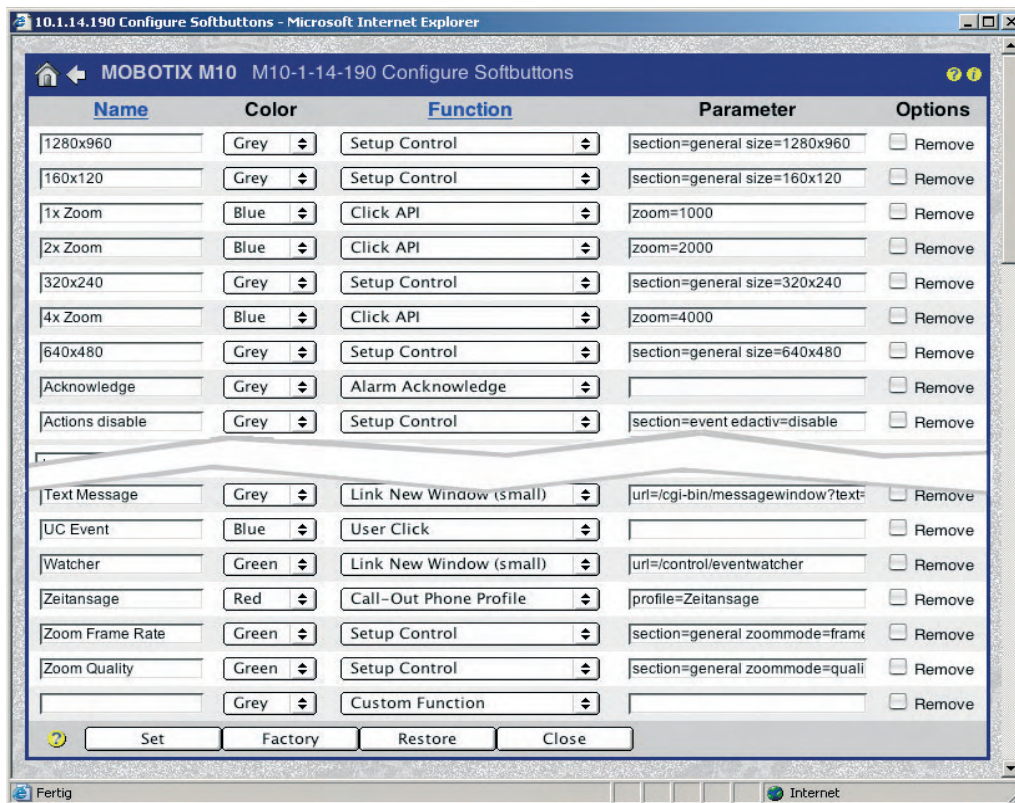 10.1.14.190 Configure Softbuttons - Microsoft Internet Explorer
MOBOTIX M10 M10-1-14-190 Configure Softbuttons
Name Color Function Parameter Options
1280x960 Grey Setup Control section=general size=1280x960 Remove
160x120 Grey Setup Control section=general size=160x120 Remove
1x Zoom Blue Click API zoom=1000 Remove
2x Zoom Blue Click API zoom=2000 Remove
320x240 Grey Setup Control section=general size=320x240 Remove
4x Zoom Blue Click API zoom=4000 Remove
640x480 Grey Setup Control section=general size=640x480 Remove
Acknowledge Grey Alarm Acknowledge Remove
Actions disable Grey Setup Control section=event edactiv=disable Remove
Text Message Grey Link New Window (small) url=/cgi-bin/messagewindow?text= Remove
UC Event Blue User Click Remove
Watcher Green Link New Window (small) url=/control/eventwatcher Remove
Zeitansage Red Call-Out Phone Profile profile=Zeitansage Remove
Zoom Frame Rate Green Setup Control section=general zoommode=frame Remove
Zoom Quality Green Setup Control section=general zoommode=quali Remove
Grey Custom Function Remove
? Set Factory Restore Close
Fertig Internet